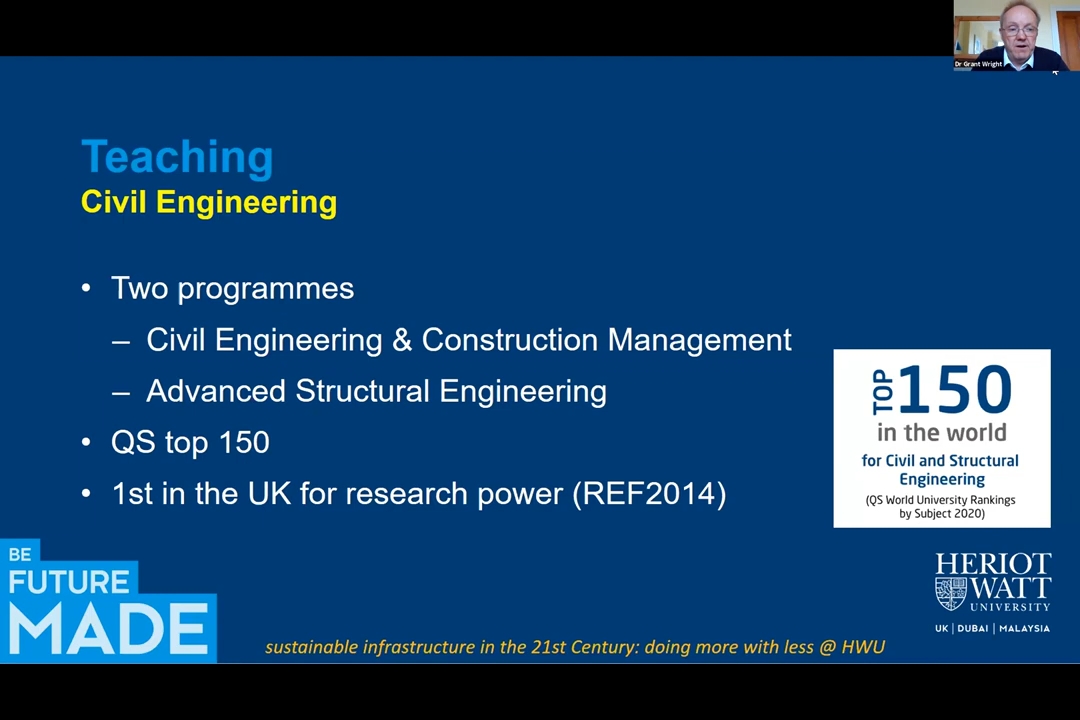 Dr Grant Wright
Teaching
Civil Engineering
• Two programmes
– Civil Engineering & Construction Management
– Advanced Structural Engineering
• QS top 150
• 1st in the UK for research power (REF2014)
TOP 150
in the world
for Civil and Structural
Engineering
(QS World University Rankings
by Subject 2020)
BE
FUTURE
MADE
HERIOT
WATT
UNIVERSITY
UK | DUBAI | MALAYSIA
sustainable infrastructure in the 21st Century: doing more with less @ HWU